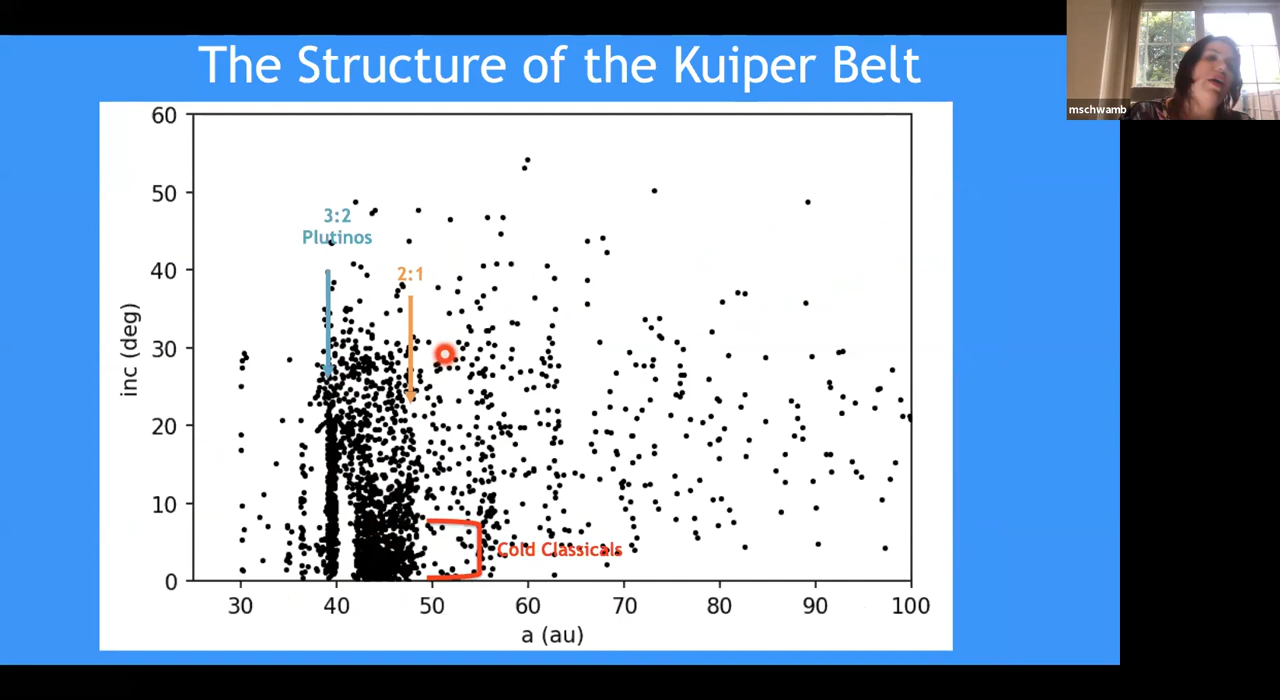 The Structure of the Kuiper Belt
mschwamb
60
50
40
30
20
10
0
inc (deg)
3:2
Plutinos
2:1
Cold Classicals
30 40 50 60 70 80 90 100
a (au)